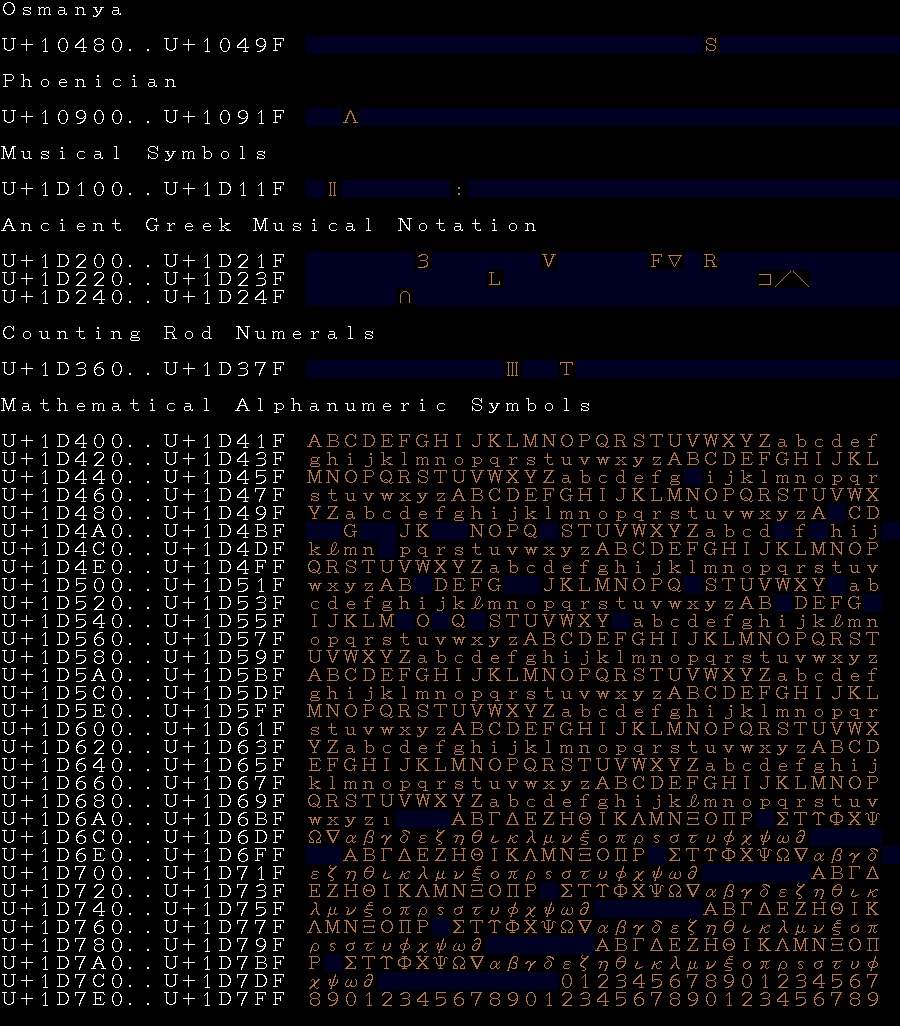 Osmanya
U+10480..U+1049F S
Phoenician
U+10900..U+1091F Λ
Musical Symbols
U+1D100..U+1D11F II :
Ancient Greek Musical Notation
U+1D200..U+1D21F 3 V F▽ R
U+1D220..U+1D23F L コ╱╲
U+1D240..U+1D24F ∩
Counting Rod Numerals
U+1D360..U+1D37F III T
Mathematical Alphanumeric Symbols
U+1D400..U+1D41F ABCDEFGHIJKLMNOPQRSTUVWXYZabcdef
U+1D420..U+1D43F ghijklmnopqrstuvwxyzABCDEFGHIJKL
U+1D440..U+1D45F MNOPQRSTUVWXYZabcdefg ijklmnopqr
U+1D460..U+1D47F stuvwxyzABCDEFGHIJKLMNOPQRSTUVWX
U+1D480..U+1D49F YZabcdefghijklmnopqrstuvwxyzA CD
U+1D4A0..U+1D4BF G JK NOPQ STUVWXYZabcd f hij
U+1D4C0..U+1D4DF kℓmn pqrstuvwxyzABCDEFGHIJKLMNOP
U+1D4E0..U+1D4FF QRSTUVWXYZabcdefghijklmnopqrstuv
U+1D500..U+1D51F wxyzAB DEFG JKLMNOPQ STUVWXY ab
U+1D520..U+1D53F cdefghijkℓmnopqrstuvwxyzAB DEFG
U+1D540..U+1D55F IJKLM O Q STUVWXY abcdefghijkℓmn
U+1D560..U+1D57F opqrstuvwxyzABCDEFGHIJKLMNOPQRST
U+1D580..U+1D59F UVWXYZabcdefghijklmnopqrstuvwxyz
U+1D5A0..U+1D5BF ABCDEFGHIJKLMNOPQRSTUVWXYZabcdef
U+1D5C0..U+1D5DF ghijklmnopqrstuvwxyzABCDEFGHIJKL
U+1D5E0..U+1D5FF MNOPQRSTUVWXYZabcdefghijklmnopqr
U+1D600..U+1D61F stuvwxyzABCDEFGHIJKLMNOPQRSTUVWX
U+1D620..U+1D63F YZabcdefghijklmnopqrstuvwxyzABCD
U+1D640..U+1D65F EFGHIJKLMNOPQRSTUVWXYZabcdefghij
U+1D660..U+1D67F klmnopqrstuvwxyzABCDEFGHIJKLMNOP
U+1D680..U+1D69F QRSTUVWXYZabcdefghijkℓmnopqrstuv
U+1D6A0..U+1D6BF wxyzı ΑΒΓΔΕΖΗΘΙΚΛΜΝΞΟΠΡ ΣΤΤΦΧΨ
U+1D6C0..U+1D6DF Ω∇αβγδεζηθικλμνξοπρςστυφχψω∂
U+1D6E0..U+1D6FF ΑΒΓΔΕΖΗΘΙΚΛΜΝΞΟΠΡ ΣΤΤΦΧΨΩ∇αβγδ
U+1D700..U+1D71F εζηθικλμνξοπρςστυφχψω∂ ΑΒΓΔ
U+1D720..U+1D73F ΕΖΗΘΙΚΛΜΝΞΟΠΡ ΣΤΤΦΧΨΩ∇αβγδεζηθικ
U+1D740..U+1D75F λμνξοπρςστυφχψω∂ ΑΒΓΔΕΖΗΘΙΚ
U+1D760..U+1D77F ΛΜΝΞΟΠΡ ΣΤΤΦΧΨΩ∇αβγδεζηθικλμνξοπ
U+1D780..U+1D79F ρςστυφχψω∂ ΑΒΓΔΕΖΗΘΙΚΛΜΝΞΟΠ
U+1D7A0..U+1D7BF Ρ ΣΤΤΦΧΨΩ∇αβγδεζηθικλμνξοπρςστυφ
U+1D7C0..U+1D7DF χψω∂ 012345678901234567
U+1D7E0..U+1D7FF 89012345678901234567890123456789